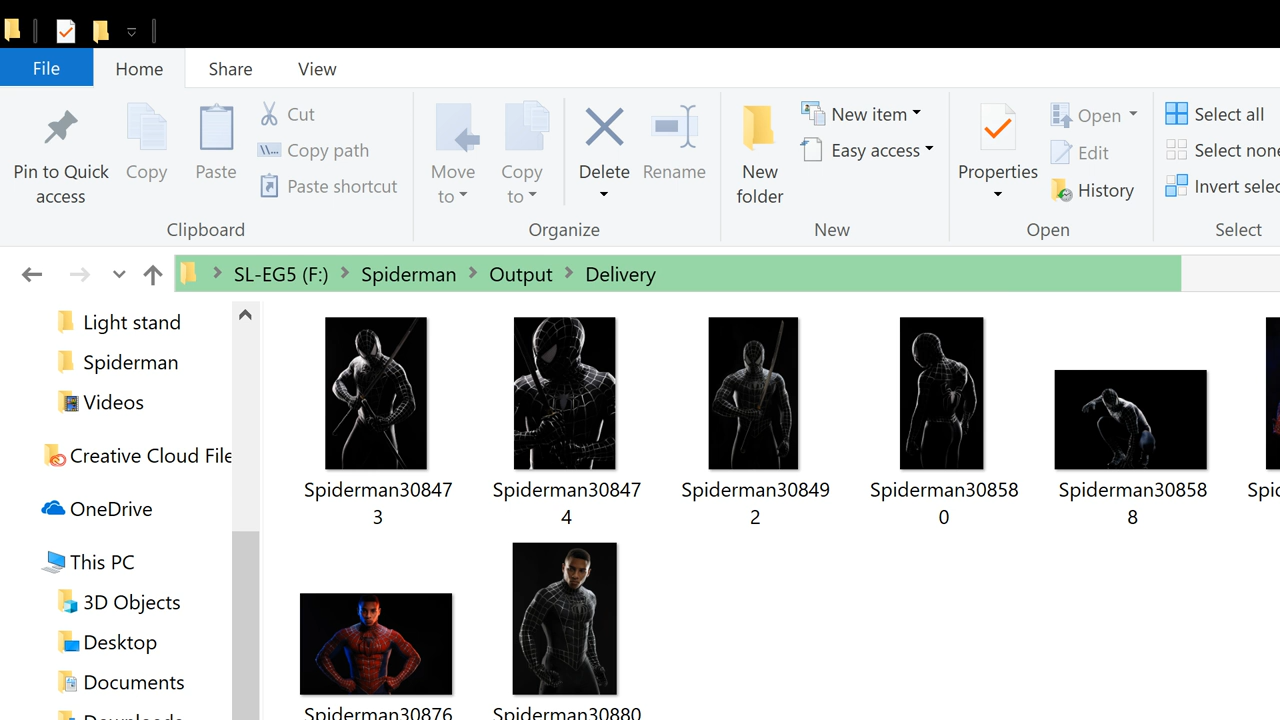 File
Home
Share
View
Pin to Quick
access
Copy
Paste
Cut
Copy path
Paste shortcut
Clipboard
Move
to
Copy
to
Delete
Rename
Organize
New
folder
New item
Easy access
New
Properties
Open
Edit
History
Open
Select all
Select none
Invert selec
Select
SL-EG5 (F:)
Spiderman
Output
Delivery
Light stand
Spiderman
Videos
Creative Cloud File
OneDrive
This PC
3D Objects
Desktop
Documents
Downloads
Spiderman30847
3
Spiderman30847
4
Spiderman30849
2
Spiderman30858
0
Spiderman30858
8
Spid
Spiderman30876
Spiderman30880